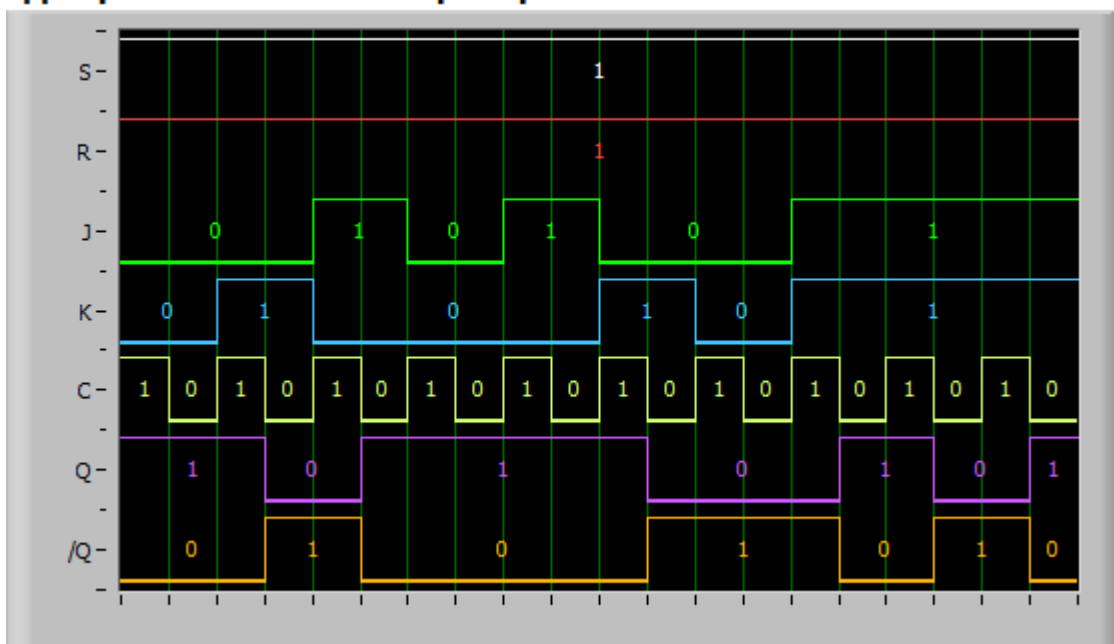 S 1
R 1
J 0 1 0 1 0 1
K 0 1 0 1 0 1
C 1 0 1 0 1 0 1 0 1 0 1 0 1 0 1 0 1 0 1 0
Q 1 0 1 0 1 0 1
/Q 0 1 0 1 0 1 0